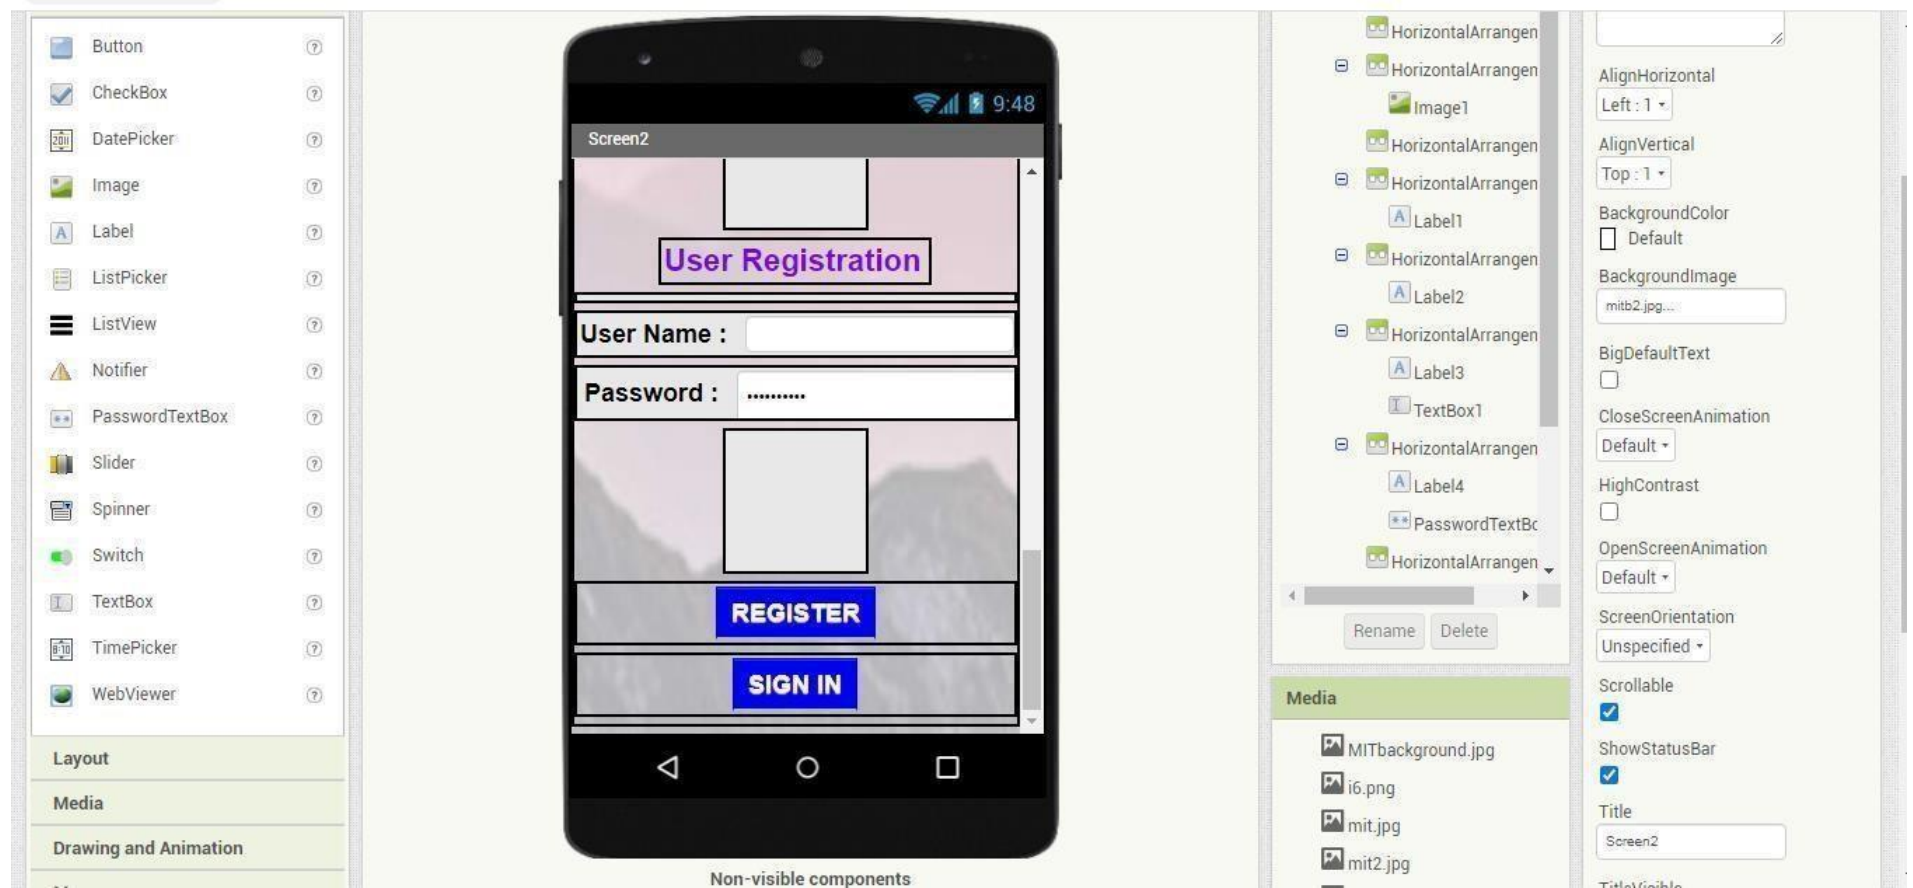 Button
CheckBox
DatePicker
Image
Label
ListPicker
ListView
Notifier
PasswordTextBox
Slider
Spinner
Switch
TextBox
TimePicker
WebViewer
Layout
Media
Drawing and Animation
9:48
Screen2
User Registration
User Name :
Password :
REGISTER
SIGN IN
Non-visible components
HorizontalArrangen
HorizontalArrangen
Image1
HorizontalArrangen
HorizontalArrangen
Label1
HorizontalArrangen
Label2
HorizontalArrangen
Label3
TextBox1
HorizontalArrangen
Label4
PasswordTextBo
HorizontalArrangen
Rename Delete
Media
MITbackground.jpg
i6.png
mit.jpg
mit2.jpg
AlignHorizontal
Left : 1
AlignVertical
Top : 1
BackgroundColor
Default
BackgroundImage
mitb2.jpg...
BigDefaultText
CloseScreenAnimation
Default
HighContrast
OpenScreenAnimation
Default
ScreenOrientation
Unspecified
Scrollable
ShowStatusBar
Title
Screen2
TitleVisible